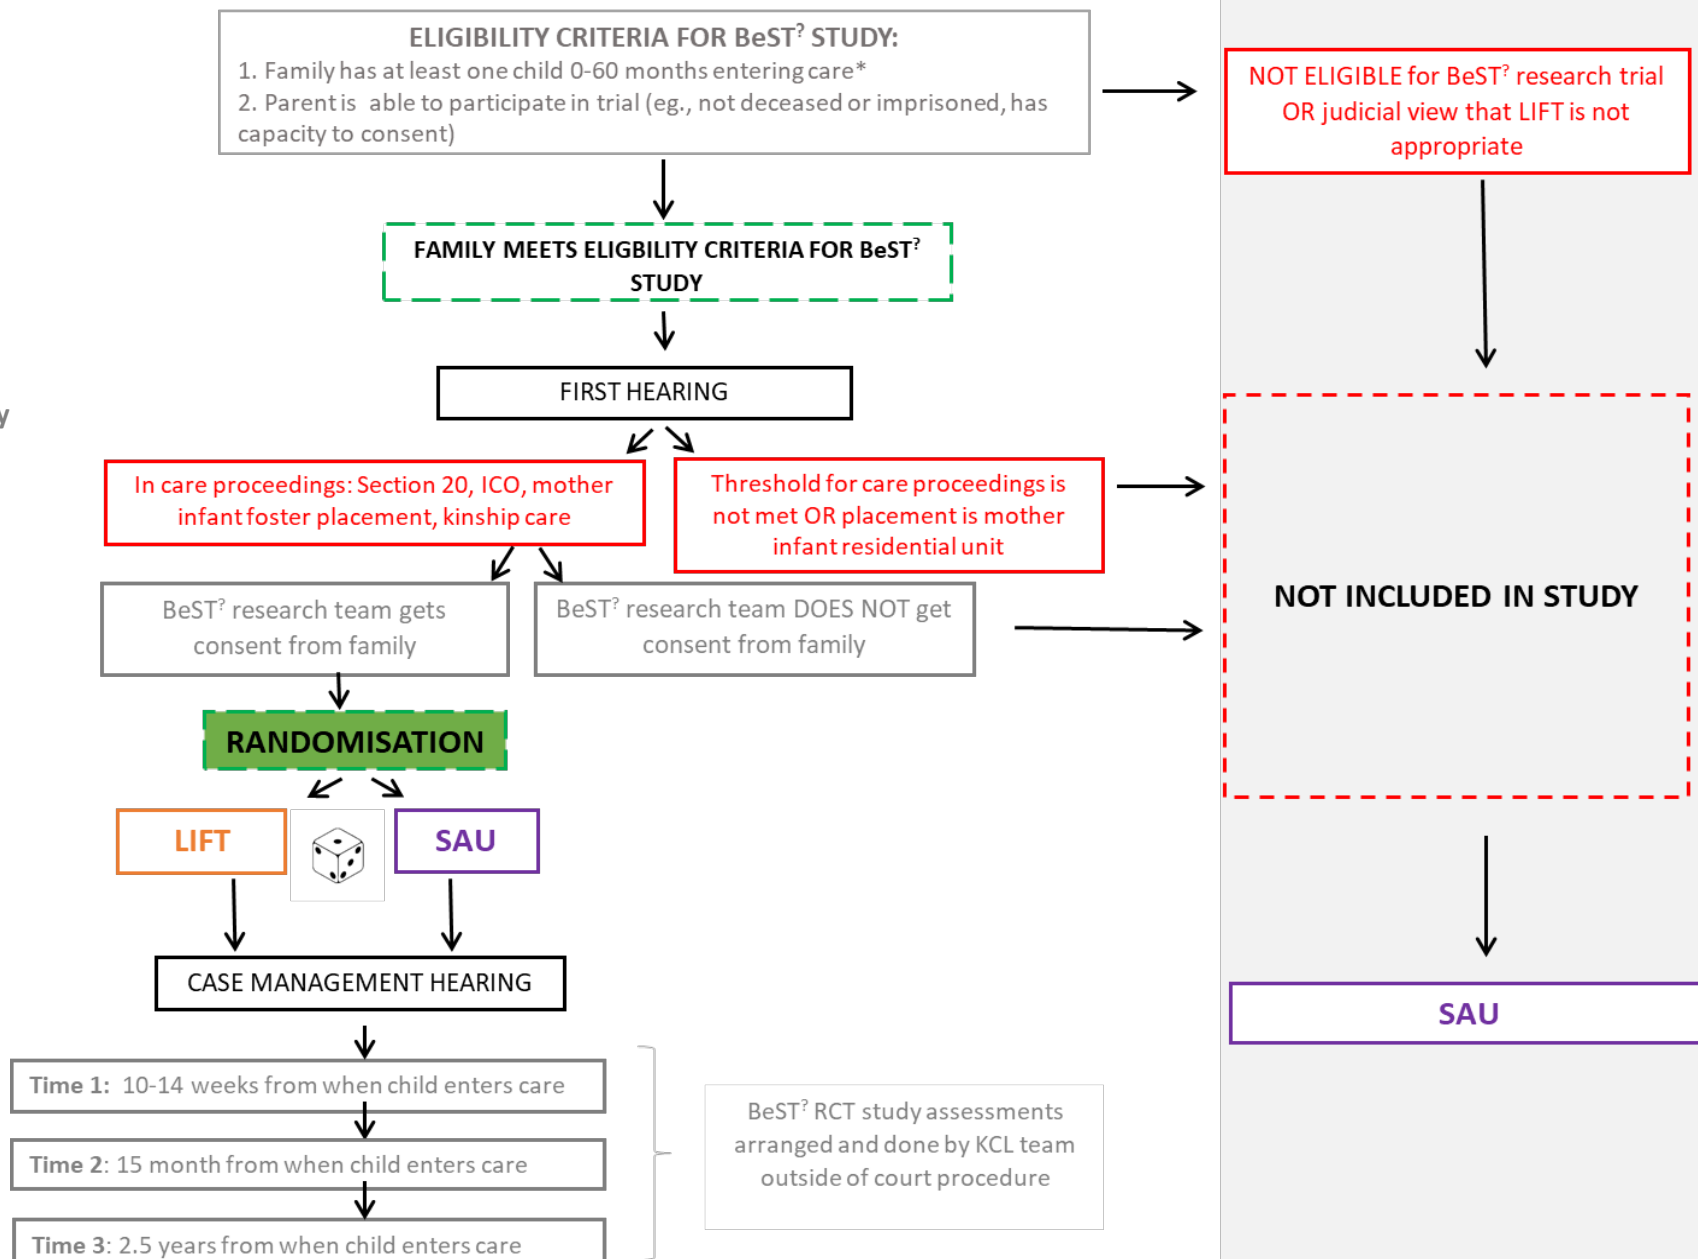 ELIGIBILITY CRITERIA FOR BeST? STUDY:
1. Family has at least one child 0-60 months entering care*
2. Parent is able to participate in trial (eg., not deceased or imprisoned, has
capacity to consent)
NOT ELIGIBLE for BeST? research trial
OR judicial view that LIFT is not
appropriate
FAMILY MEETS ELIGBILITY CRITERIA FOR BeST?
STUDY
FIRST HEARING
y
In care proceedings: Section 20, ICO, mother
infant foster placement, kinship care
Threshold for care proceedings is
not met OR placement is mother
infant residential unit
BeST? research team gets
consent from family
BeST? research team DOES NOT get
consent from family
NOT INCLUDED IN STUDY
RANDOMISATION
LIFT
SAU
CASE MANAGEMENT HEARING
SAU
Time 1: 10-14 weeks from when child enters care
Time 2: 15 month from when child enters care
Time 3: 2.5 years from when child enters care
BeST? RCT study assessments
arranged and done by KCL team
outside of court procedure